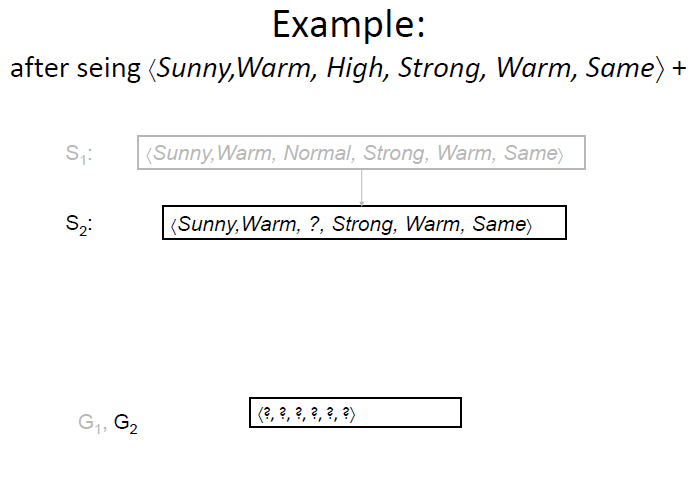 Example:
after seing ⟨Sunny,Warm, High, Strong, Warm, Same⟩ +
S1: ⟨Sunny,Warm, Normal, Strong, Warm, Same⟩
S2: ⟨Sunny,Warm, ?, Strong, Warm, Same⟩
G1, G2 ⟨?, ?, ?, ?, ?, ?⟩